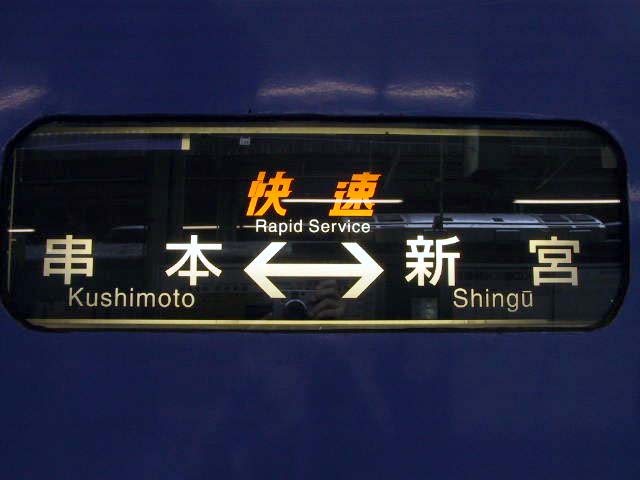 快速
Rapid Service
串本 ↔ 新宮
Kushimoto Shingū